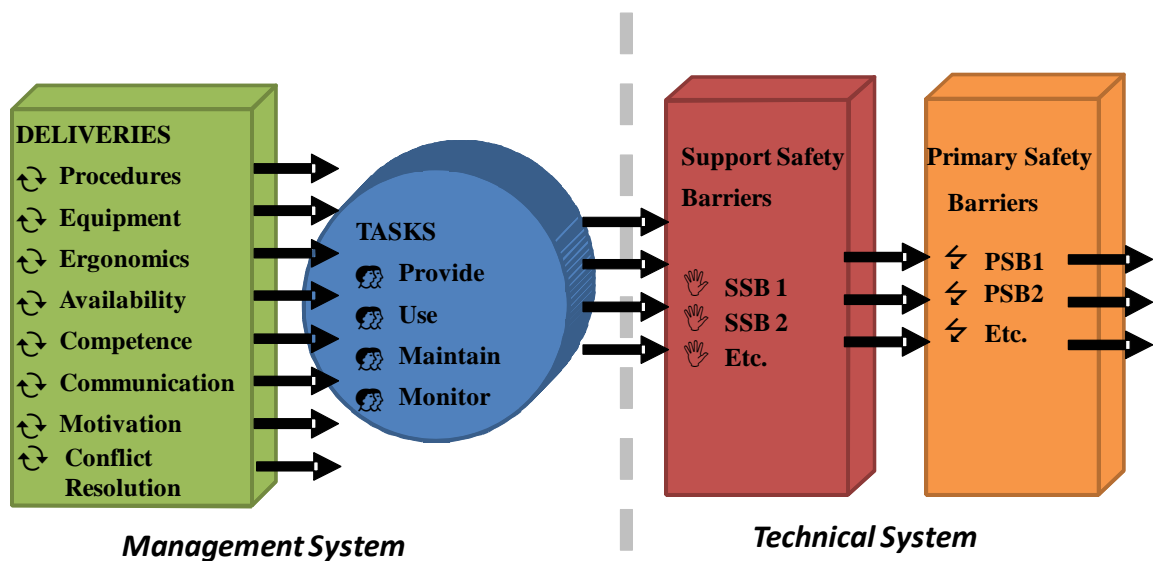 DELIVERIES
Procedures
Equipment
Ergonomics
Availability
Competence
Communication
Motivation
Conflict
Resolution
TASKS
Provide
Use
Maintain
Monitor
Support Safety
Barriers
SSB 1
SSB 2
Etc.
Primary Safety
Barriers
PSB1
PSB2
Etc.
Management System
Technical System